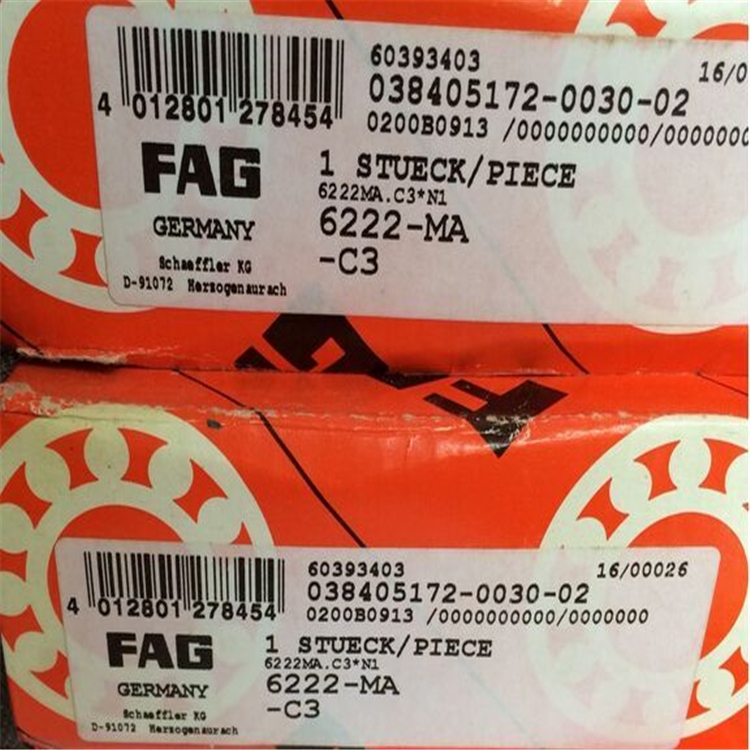 60393403
16/0
038405172-0030-02
4 012801 278454
0200B0913 /0000000000/0000000
FAG
1 STUECK/PIECE
6222MA.C3*N1
6222-MA
GERMANY
-C3
Schaeffler KG
D-91072 Herzogenaurach
FAG
60393403
16/00026
038405172-0030-02
4 012801 278454
0200B0913 /0000000000/0000000
FAG
1 STUECK/PIECE
6222MA.C3*N1
6222-MA
GERMANY
-C3
Schaeffler KG
D-91072 Herzogenaurach